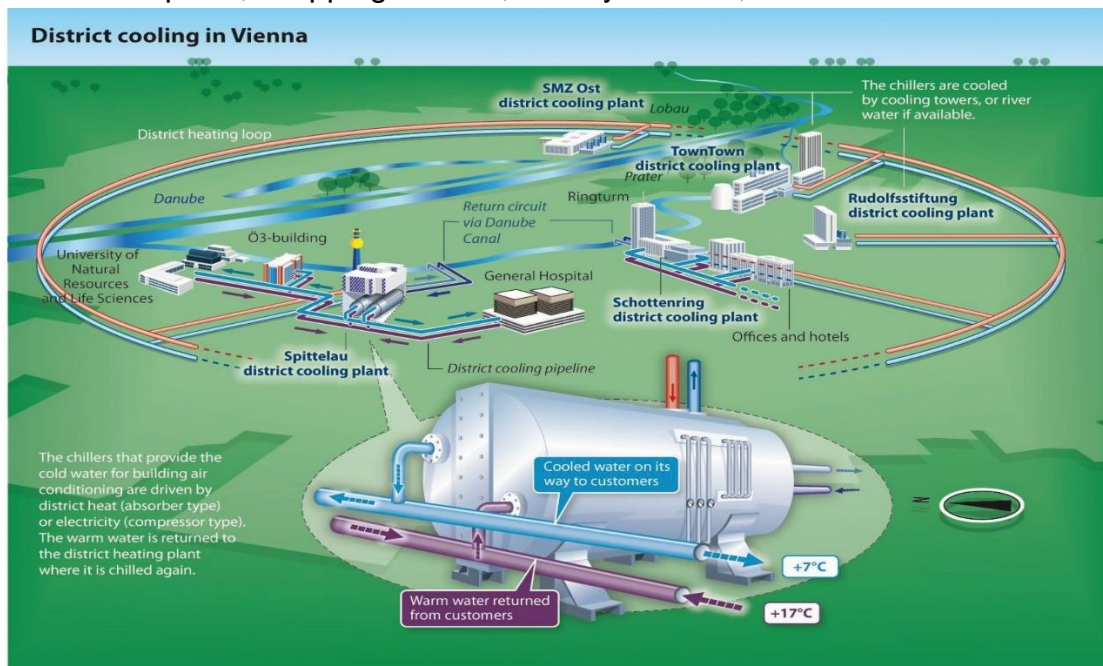 District cooling in Vienna
SMZ Ost
district cooling plant
Lobau
The chillers are cooled
by cooling towers, or river
water if available.
District heating loop
TownTown
district cooling plant
Prater
Danube
Ringturm
Return circuit
via Danube
Canal
Rudolfsstiftung
district cooling plant
Ö3-building
University of
Natural
Resources
and Life Sciences
General Hospital
Schottenring
district cooling plant
Offices and hotels
Spittelau
district cooling plant
District cooling pipeline
The chillers that provide the
cold water for building air
conditioning are driven by
district heat (absorber type)
or electricity (compressor type).
The warm water is returned to
the district heating plant
where it is chilled again.
Cooled water on its
way to customers
N
+7°C
Warm water returned
from customers
+17°C